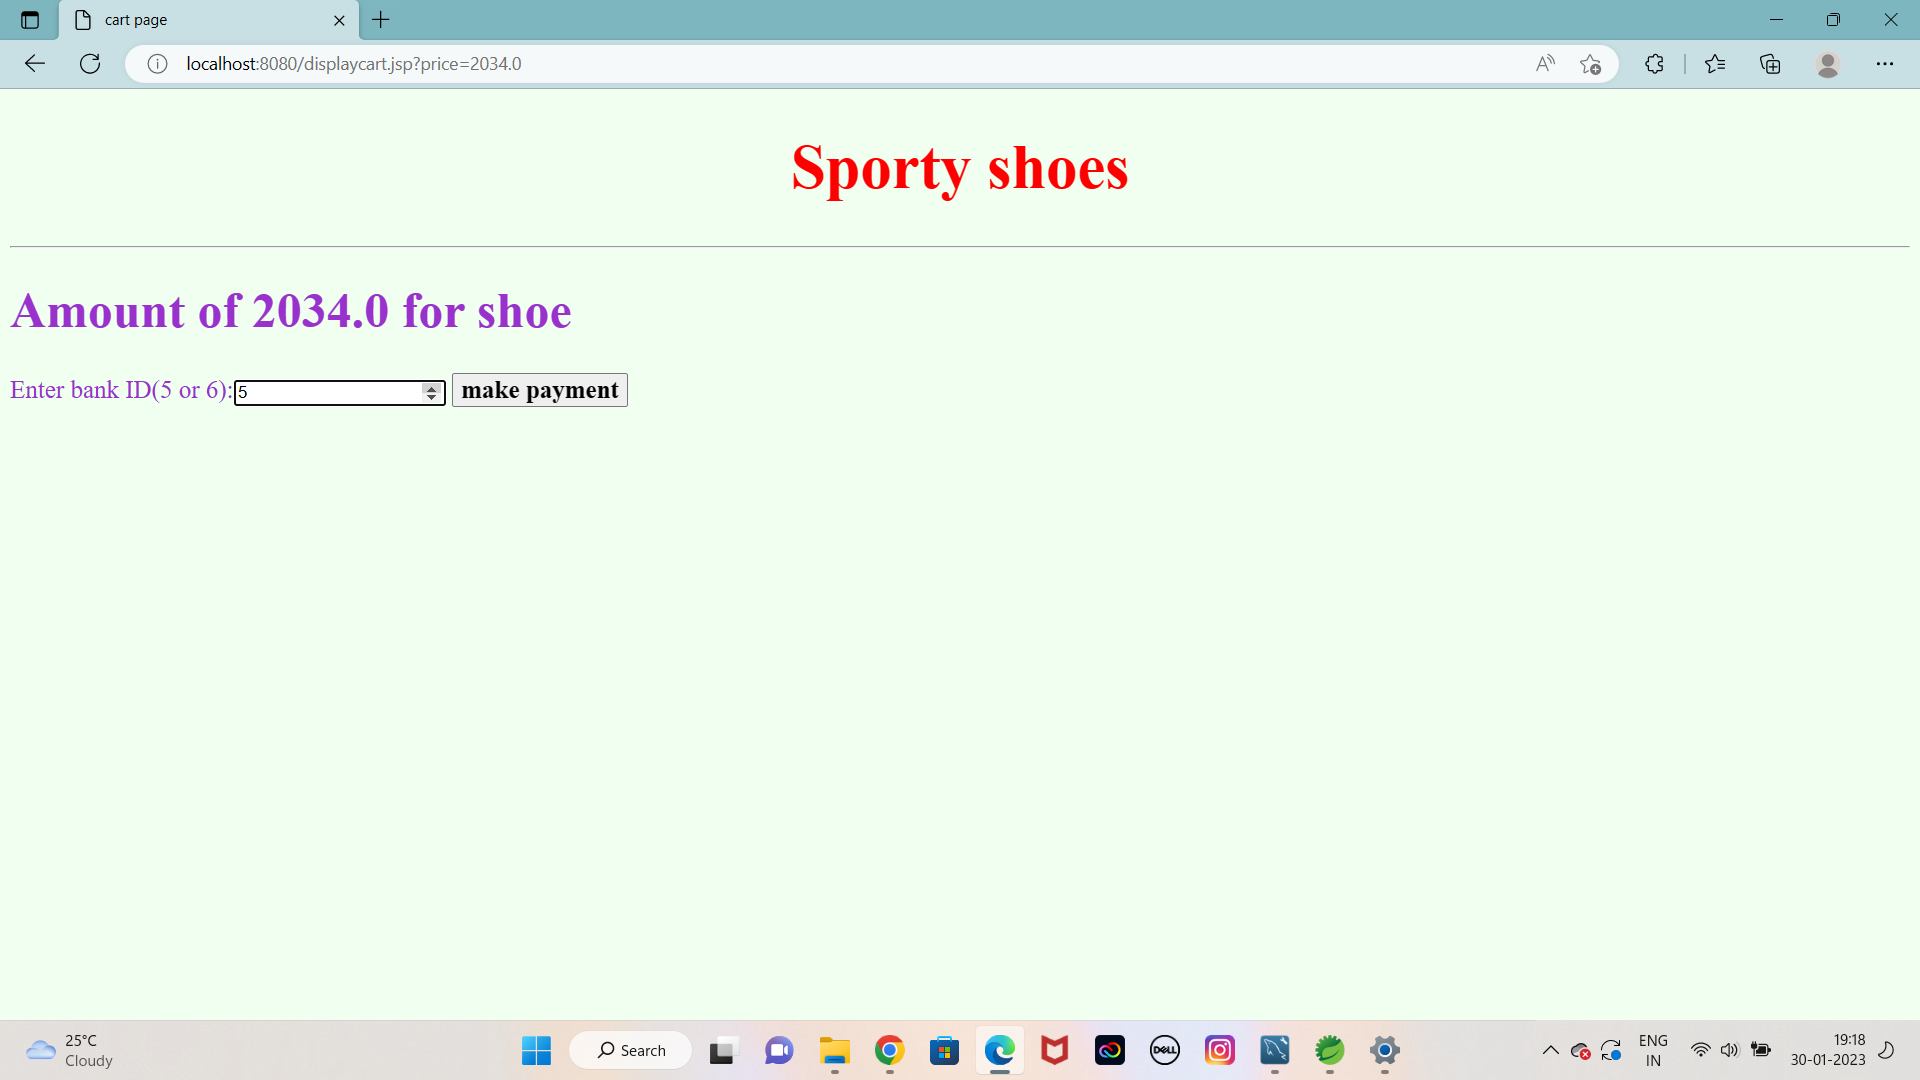 cart page
localhost:8080/displaycart.jsp?price=2034.0
Sporty shoes
Amount of 2034.0 for shoe
Enter bank ID(5 or 6):5 make payment
25°C
Cloudy
Search
DELL
ENG
IN
19:18
30-01-2023